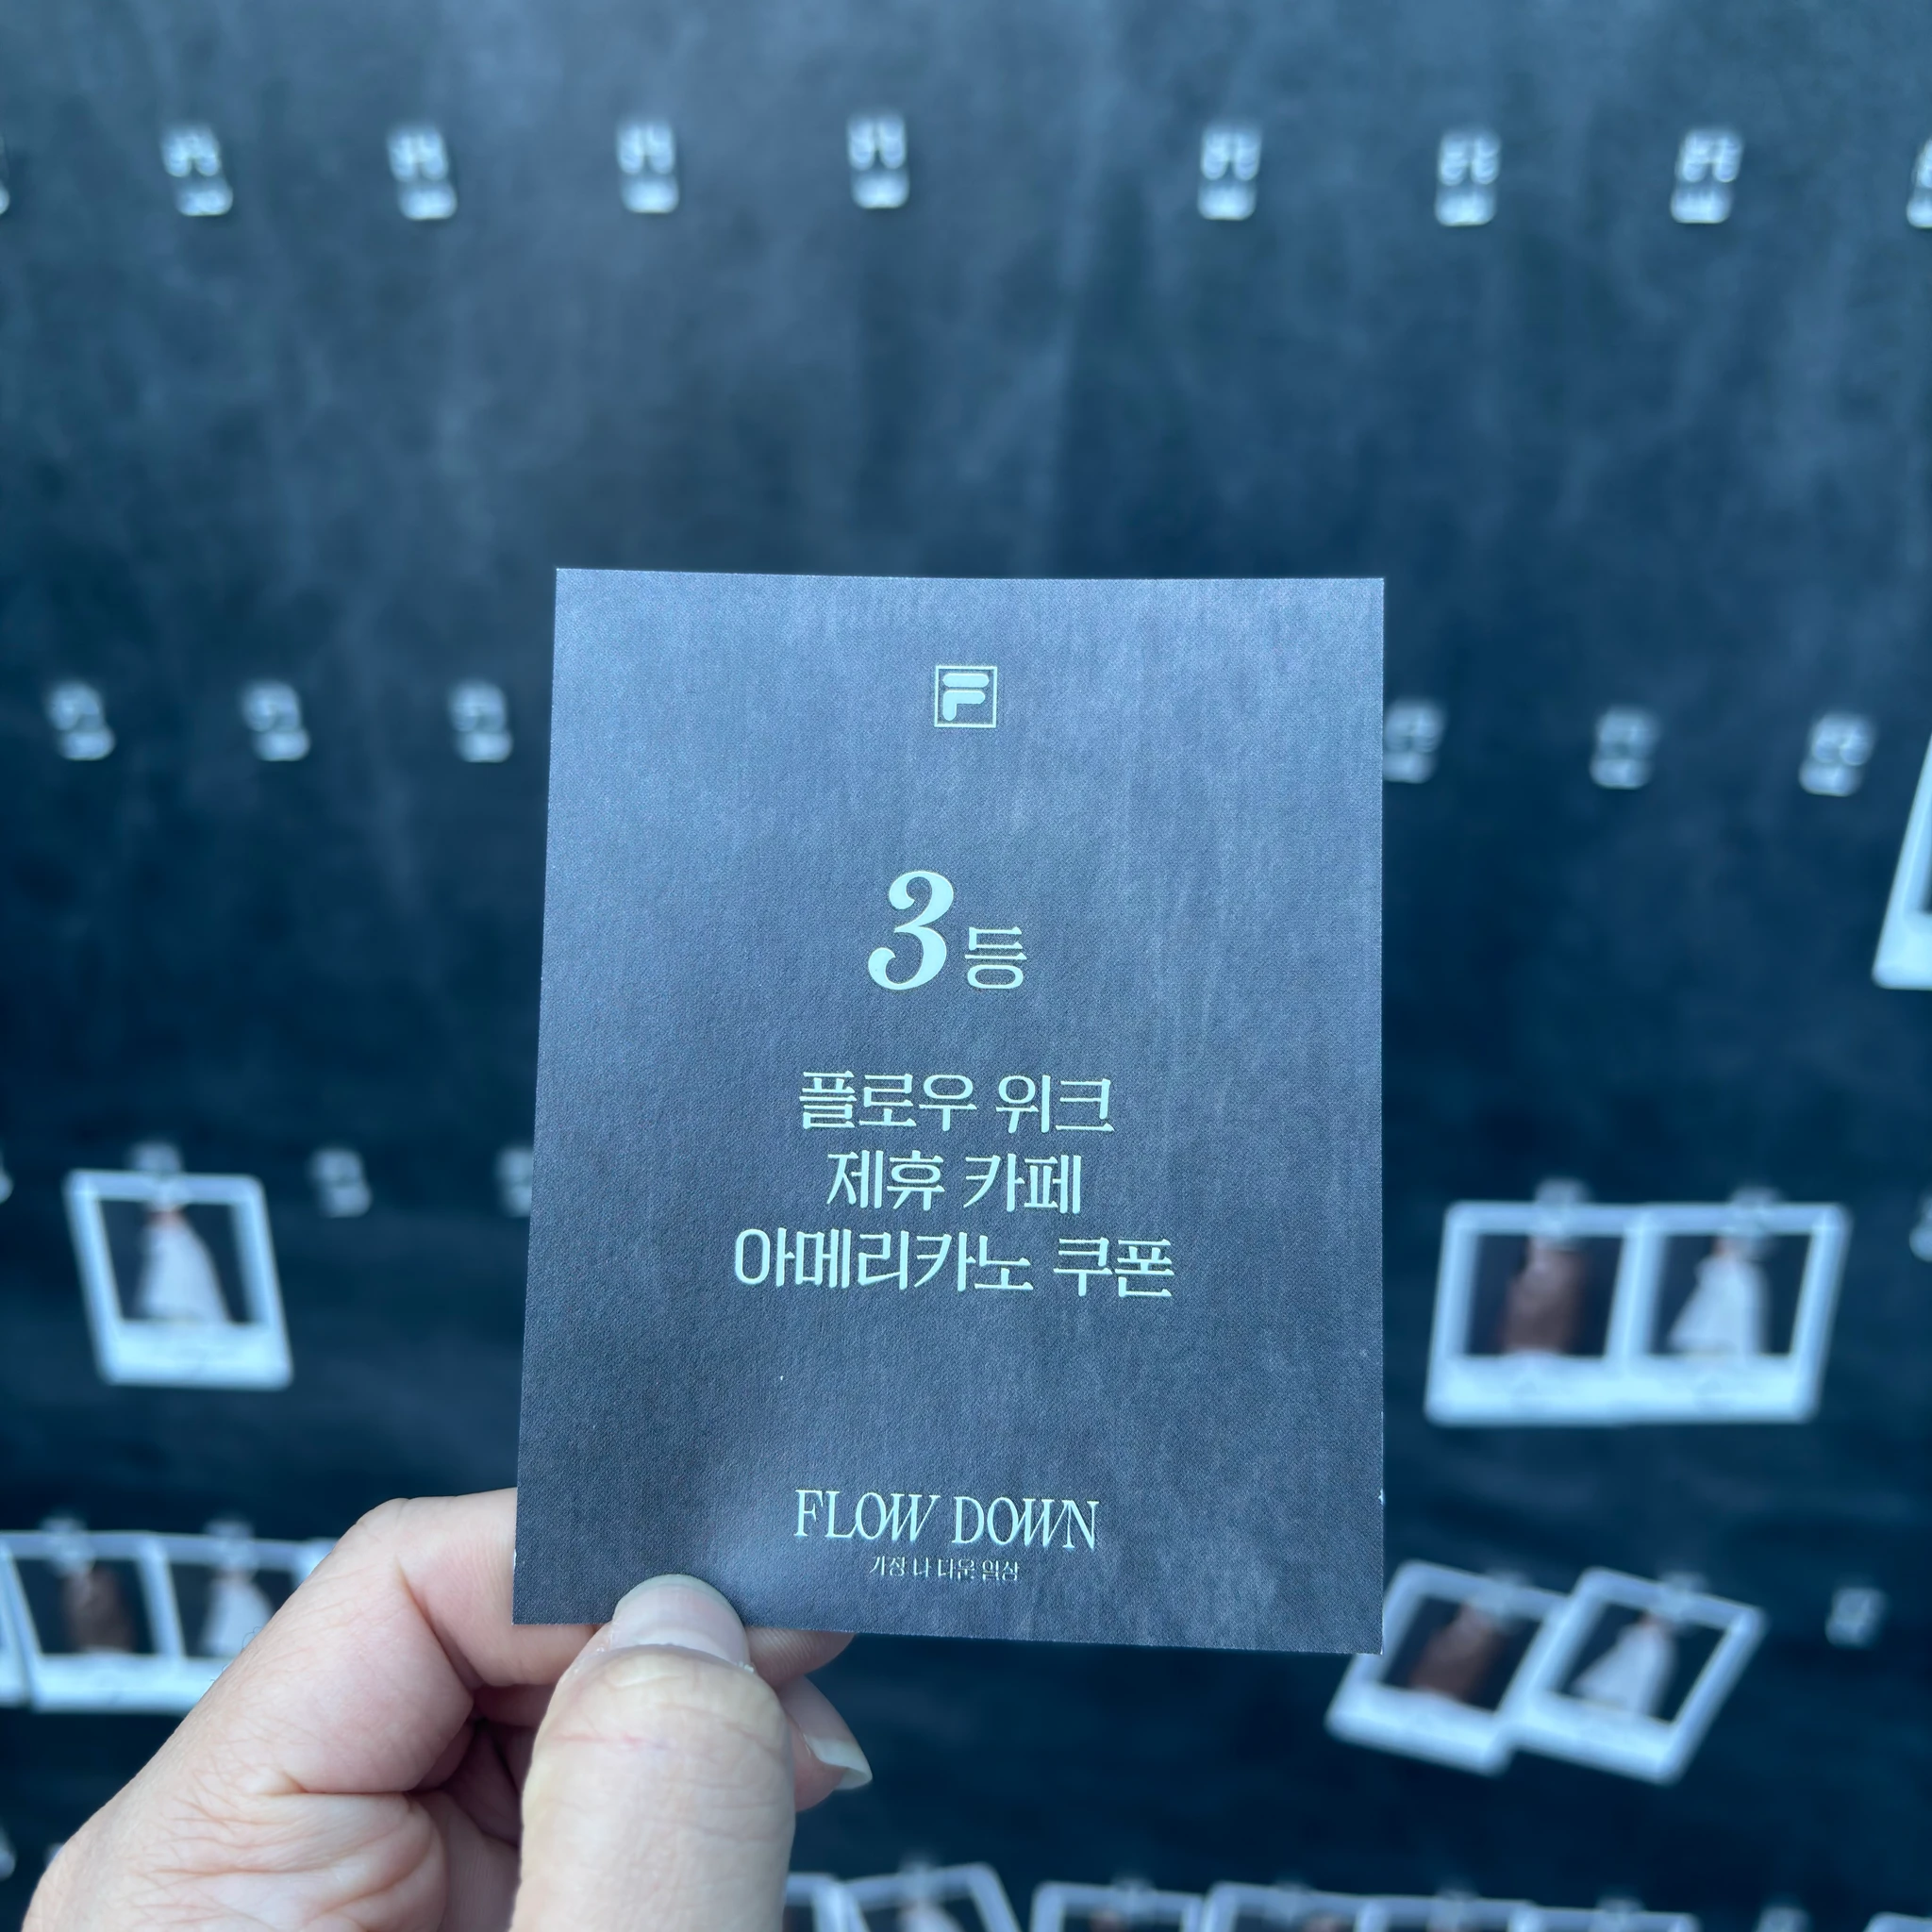 F
3등
플로우 위크
제휴 카페
아메리카노 쿠폰
FLOW DOWN
가장 나 다운 일상